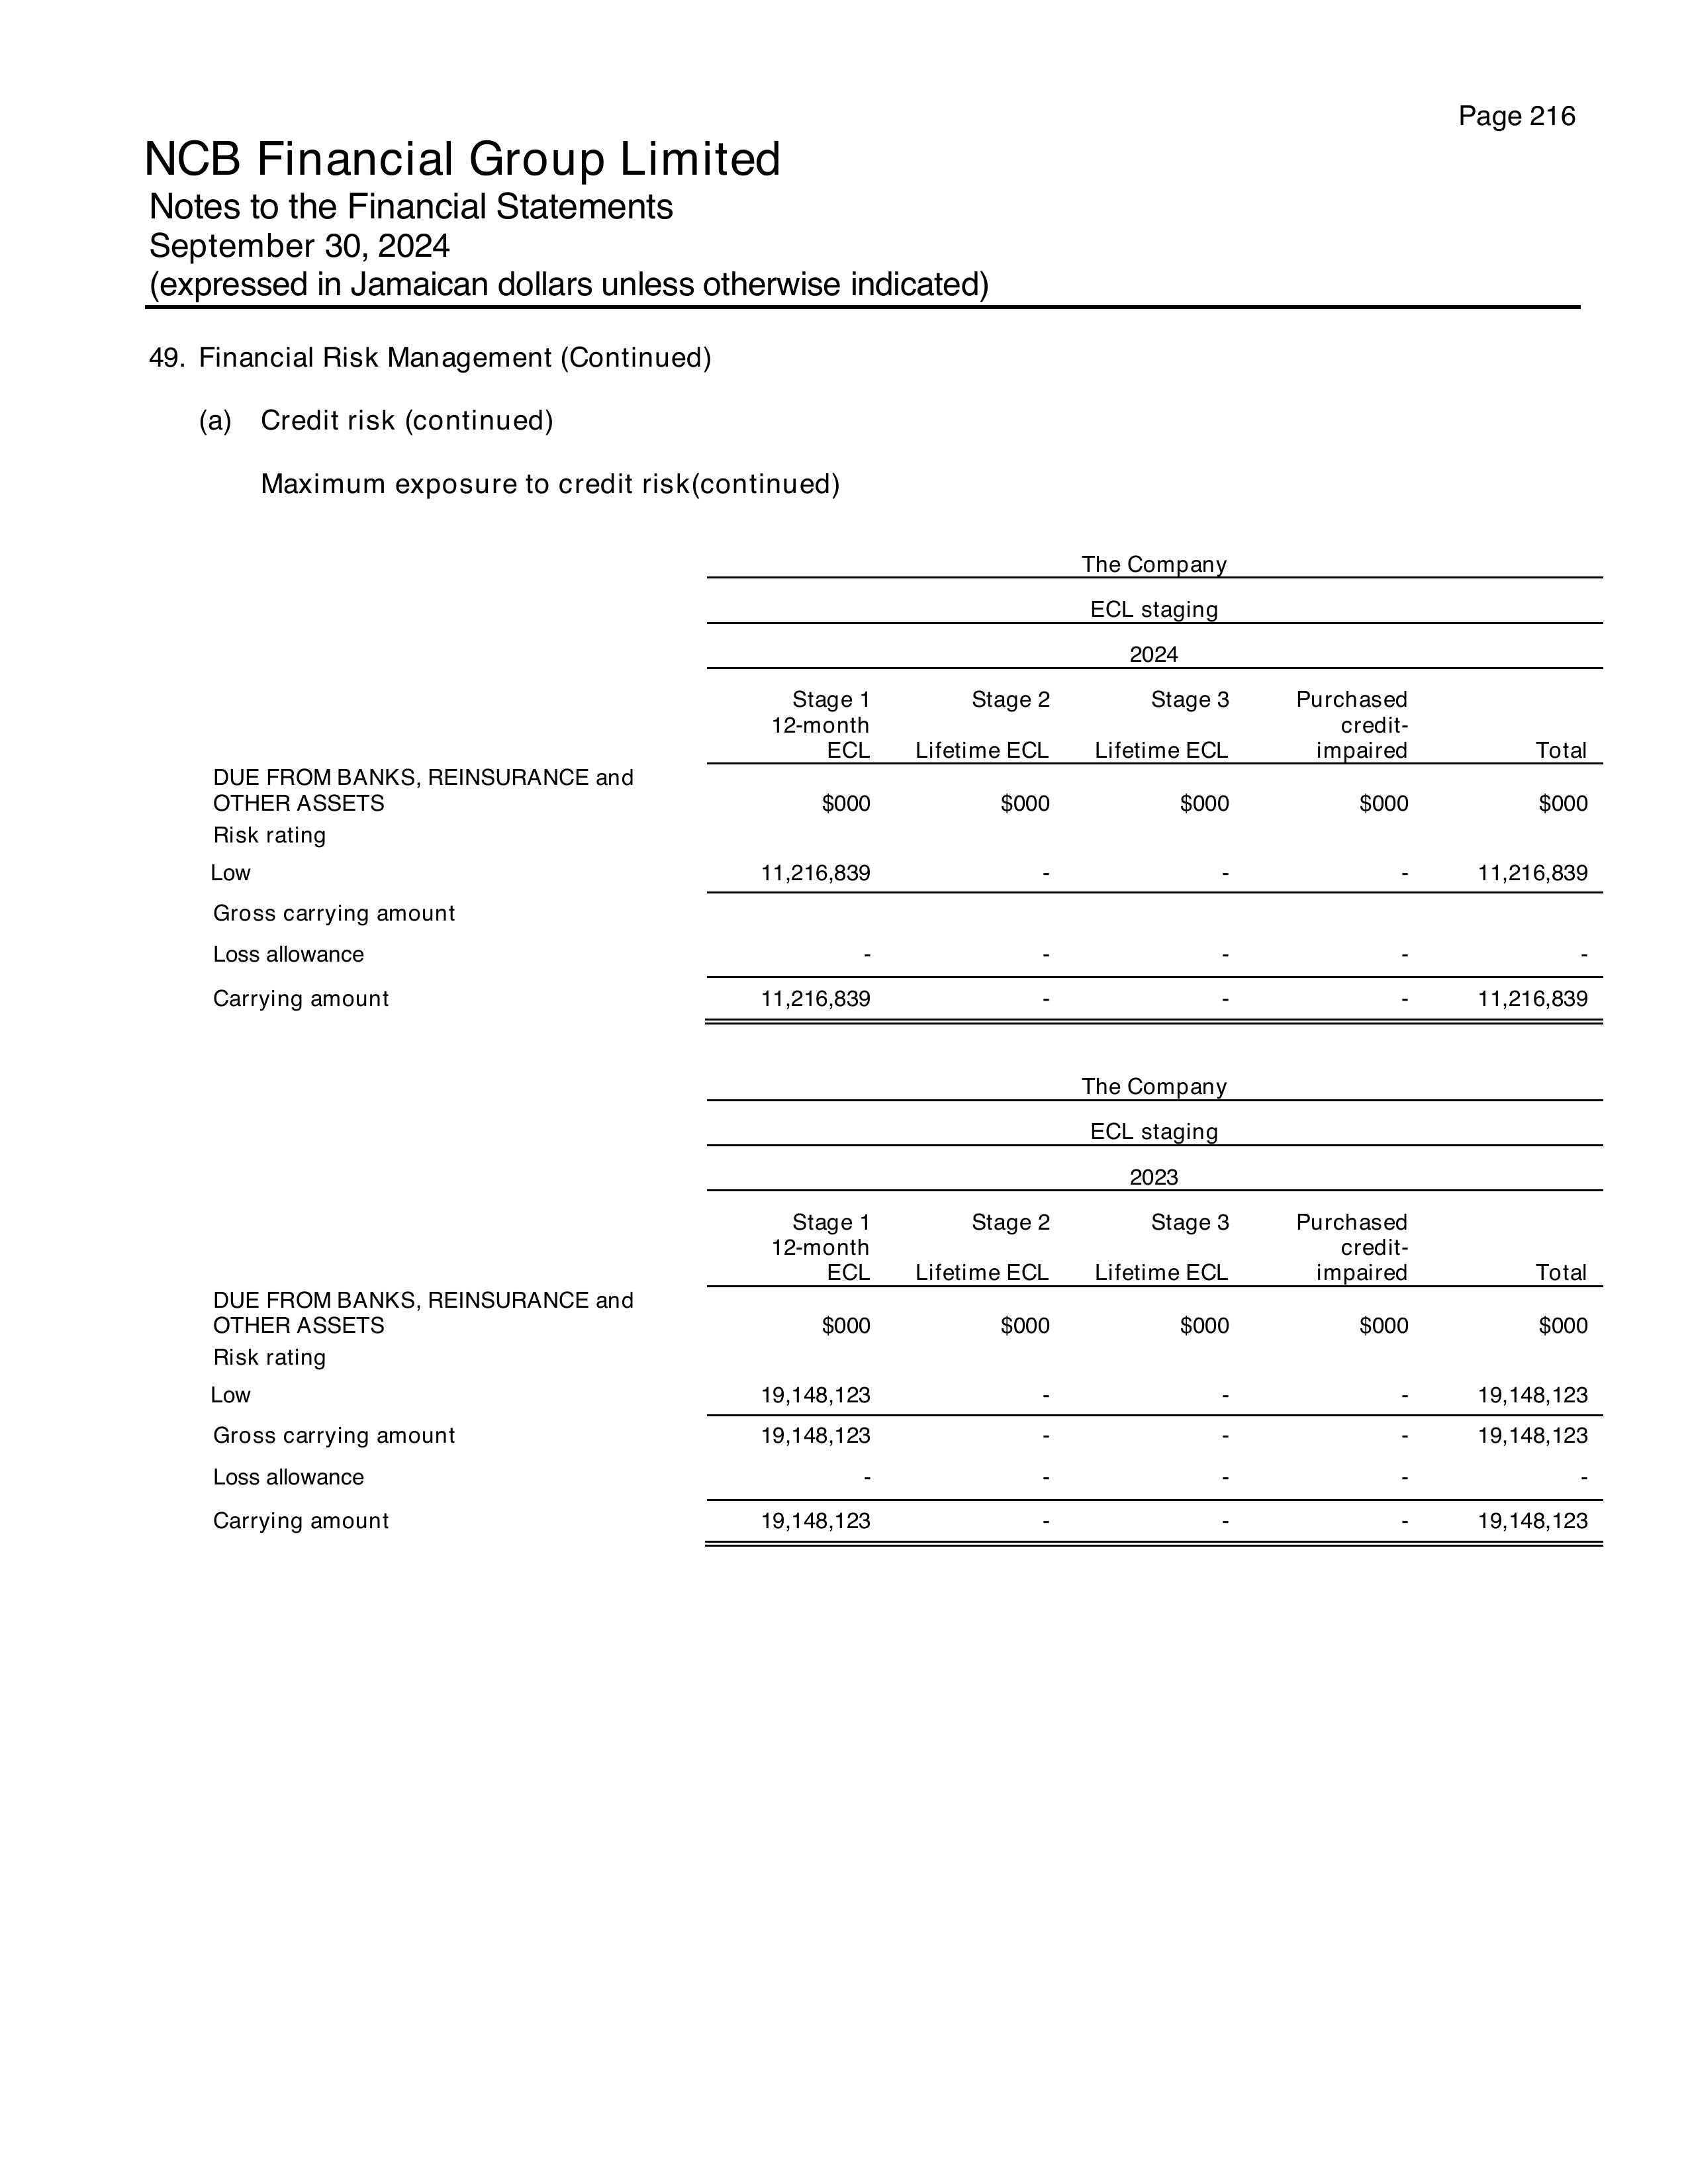 Page 216
NCB Financial Group Limited
Notes to the Financial Statements
September 30, 2024
(expressed in Jamaican dollars unless otherwise indicated)
49. Financial Risk Management (Continued)
(a) Credit risk (continued)
Maximum exposure to credit risk(continued)
The Company
ECL staging
2024
Stage 1 Stage 2 Stage 3 Purchased
12-month credit-
ECL Lifetime ECL Lifetime ECL impaired Total
DUE FROM BANKS, REINSURANCE and
OTHER ASSETS $000 $000 $000 $000 $000
Risk rating
Low 11,216,839 - - - 11,216,839
Gross carrying amount
Loss allowance - - - - -
Carrying amount 11,216,839 - - - 11,216,839
The Company
ECL staging
2023
Stage 1 Stage 2 Stage 3 Purchased
12-month credit-
ECL Lifetime ECL Lifetime ECL impaired Total
DUE FROM BANKS, REINSURANCE and
OTHER ASSETS $000 $000 $000 $000 $000
Risk rating
Low 19,148,123 - - - 19,148,123
Gross carrying amount 19,148,123 - - - 19,148,123
Loss allowance - - - - -
Carrying amount 19,148,123 - - - 19,148,123